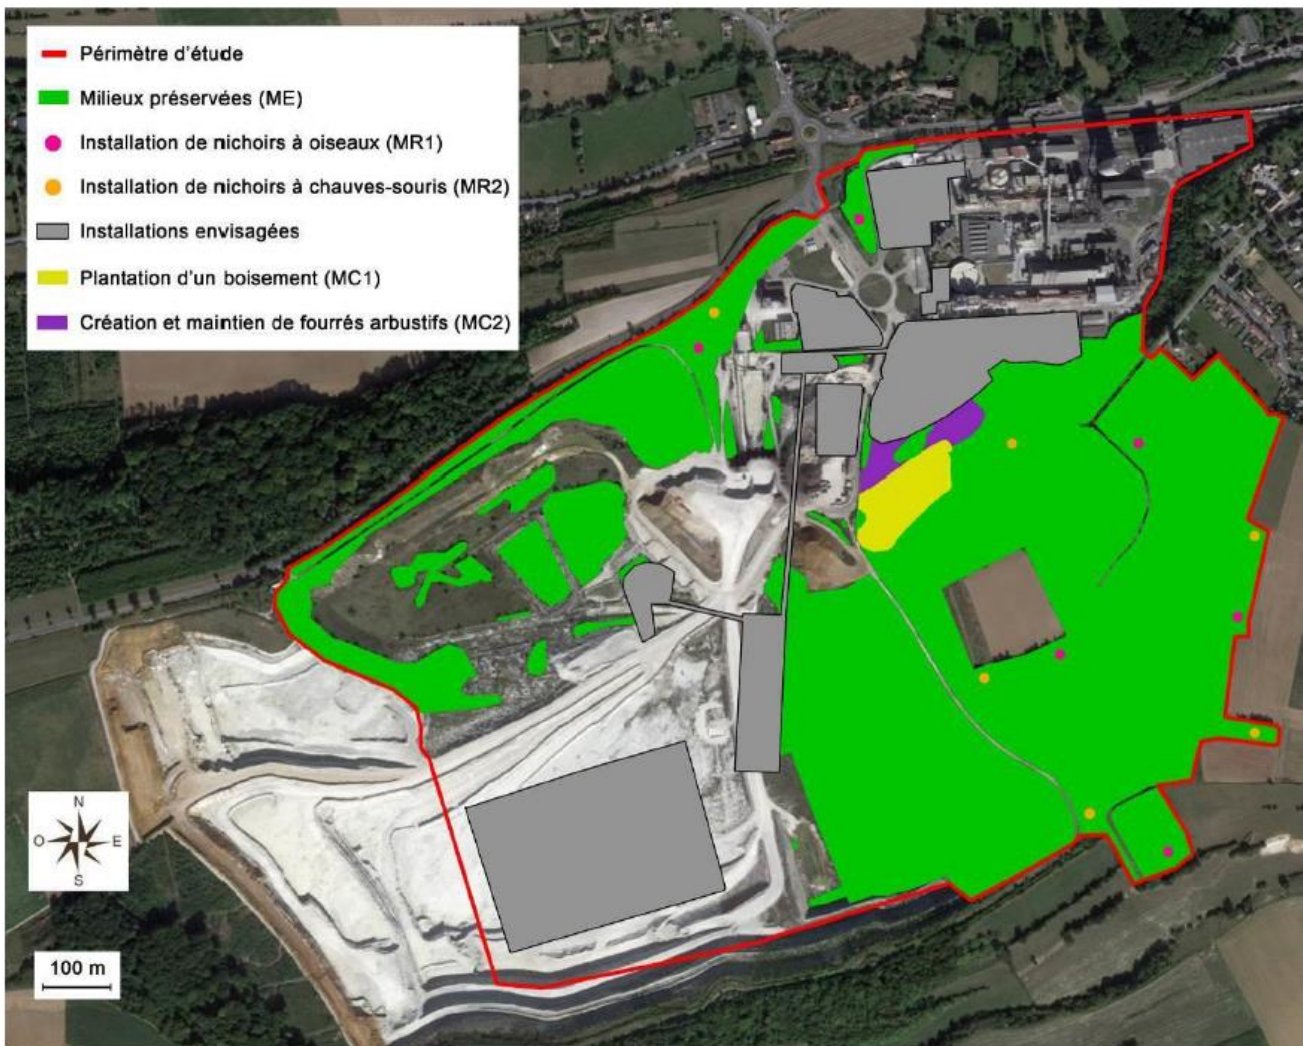 Périmètre d'étude
Milieux préservées (ME)
Installation de nichoirs à oiseaux (MR1)
Installation de nichoirs à chauves-souris (MR2)
Installations envisagées
Plantation d'un boisement (MC1)
Création et maintien de fourrés arbustifs (MC2)
N
O E
S
100 m